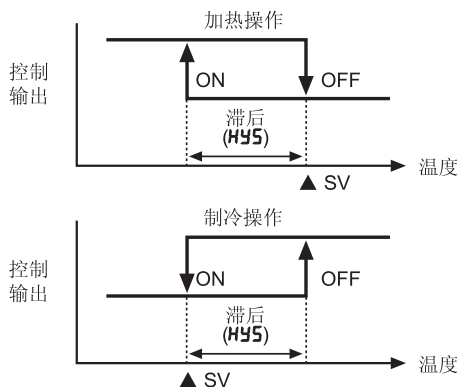 加热操作
控制
输出
ON
OFF
滞后
(HYS)
温度
▲ SV
制冷操作
控制
输出
ON
OFF
滞后
(HYS)
温度
▲ SV